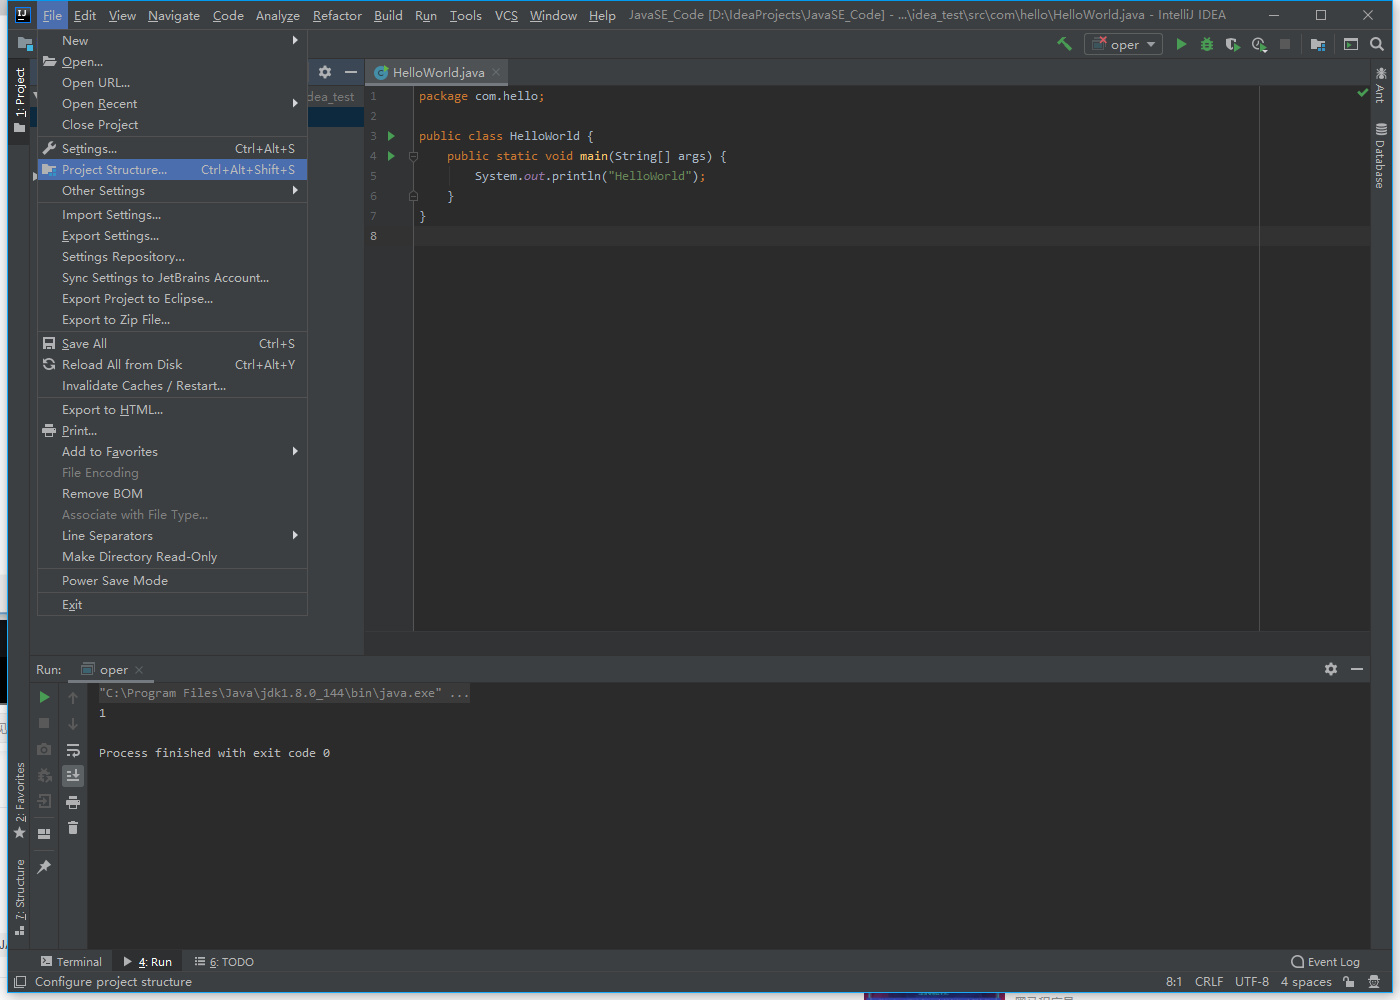 File Edit View Navigate Code Analyze Refactor Build Run Tools VCS Window Help JavaSE_Code [D:\IdeaProjects\JavaSE_Code] - ...\idea_test\src\com\hello\HelloWorld.java - IntelliJ IDEA
oper
New
Open...
Open URL...
Open Recent
Close Project
Settings... Ctrl+Alt+S
Project Structure... Ctrl+Alt+Shift+S
Other Settings
Import Settings...
Export Settings...
Settings Repository...
Sync Settings to JetBrains Account...
Export Project to Eclipse...
Export to Zip File...
Save All Ctrl+S
Reload All from Disk Ctrl+Alt+Y
Invalidate Caches / Restart...
Export to HTML...
Print...
Add to Favorites
File Encoding
Remove BOM
Associate with File Type...
Line Separators
Make Directory Read-Only
Power Save Mode
Exit
1: Project
dea_test
HelloWorld.java
1 package com.hello;
2
3 public class HelloWorld {
4 public static void main(String[] args) {
5 System.out.println("HelloWorld");
6 }
7 }
8
Ant
Database
Run: oper
"C:\Program Files\Java\jdk1.8.0_144\bin\java.exe" ...
1
Process finished with exit code 0
2: Favorites
7: Structure
Terminal 4: Run 6: TODO Event Log
Configure project structure 8:1 CRLF UTF-8 4 spaces